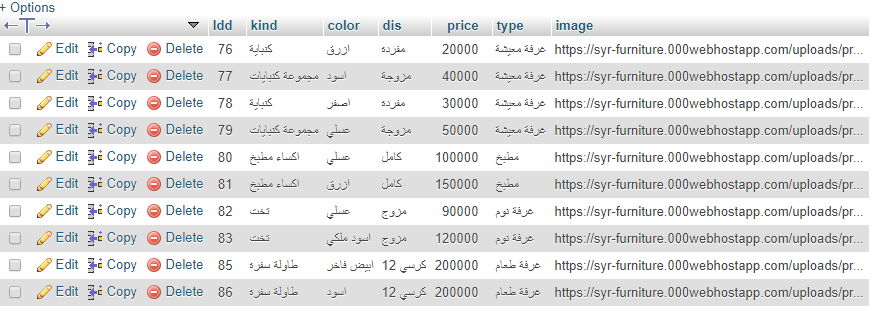 + Options
Idd kind color dis price type image
Edit Copy Delete 76 كنباية ازرق مفرده 20000 غرفة معيشة https://syr-furniture.000webhostapp.com/uploads/pr...
Edit Copy Delete 77 مجموعة كنبايات اسود مزوجة 40000 غرفة معيشة https://syr-furniture.000webhostapp.com/uploads/pr...
Edit Copy Delete 78 كنباية اصفر مفرده 30000 غرفة معيشة https://syr-furniture.000webhostapp.com/uploads/pr...
Edit Copy Delete 79 مجموعة كنبايات عسلي مزوجة 50000 غرفة معيشة https://syr-furniture.000webhostapp.com/uploads/pr...
Edit Copy Delete 80 اكساء مطبخ عسلي كامل 100000 مطبخ https://syr-furniture.000webhostapp.com/uploads/pr...
Edit Copy Delete 81 اكساء مطبخ ازرق كامل 150000 مطبخ https://syr-furniture.000webhostapp.com/uploads/pr...
Edit Copy Delete 82 تخت عسلي مزوج 90000 غرفة نوم https://syr-furniture.000webhostapp.com/uploads/pr...
Edit Copy Delete 83 تخت اسود ملكي مزوج 120000 غرفة نوم https://syr-furniture.000webhostapp.com/uploads/pr...
Edit Copy Delete 85 طاولة سفرة ابيض فاخر 12 كرسي 200000 غرفة طعام https://syr-furniture.000webhostapp.com/uploads/pr...
Edit Copy Delete 86 طاولة سفرة اسود 12 كرسي 200000 غرفة طعام https://syr-furniture.000webhostapp.com/uploads/pr...